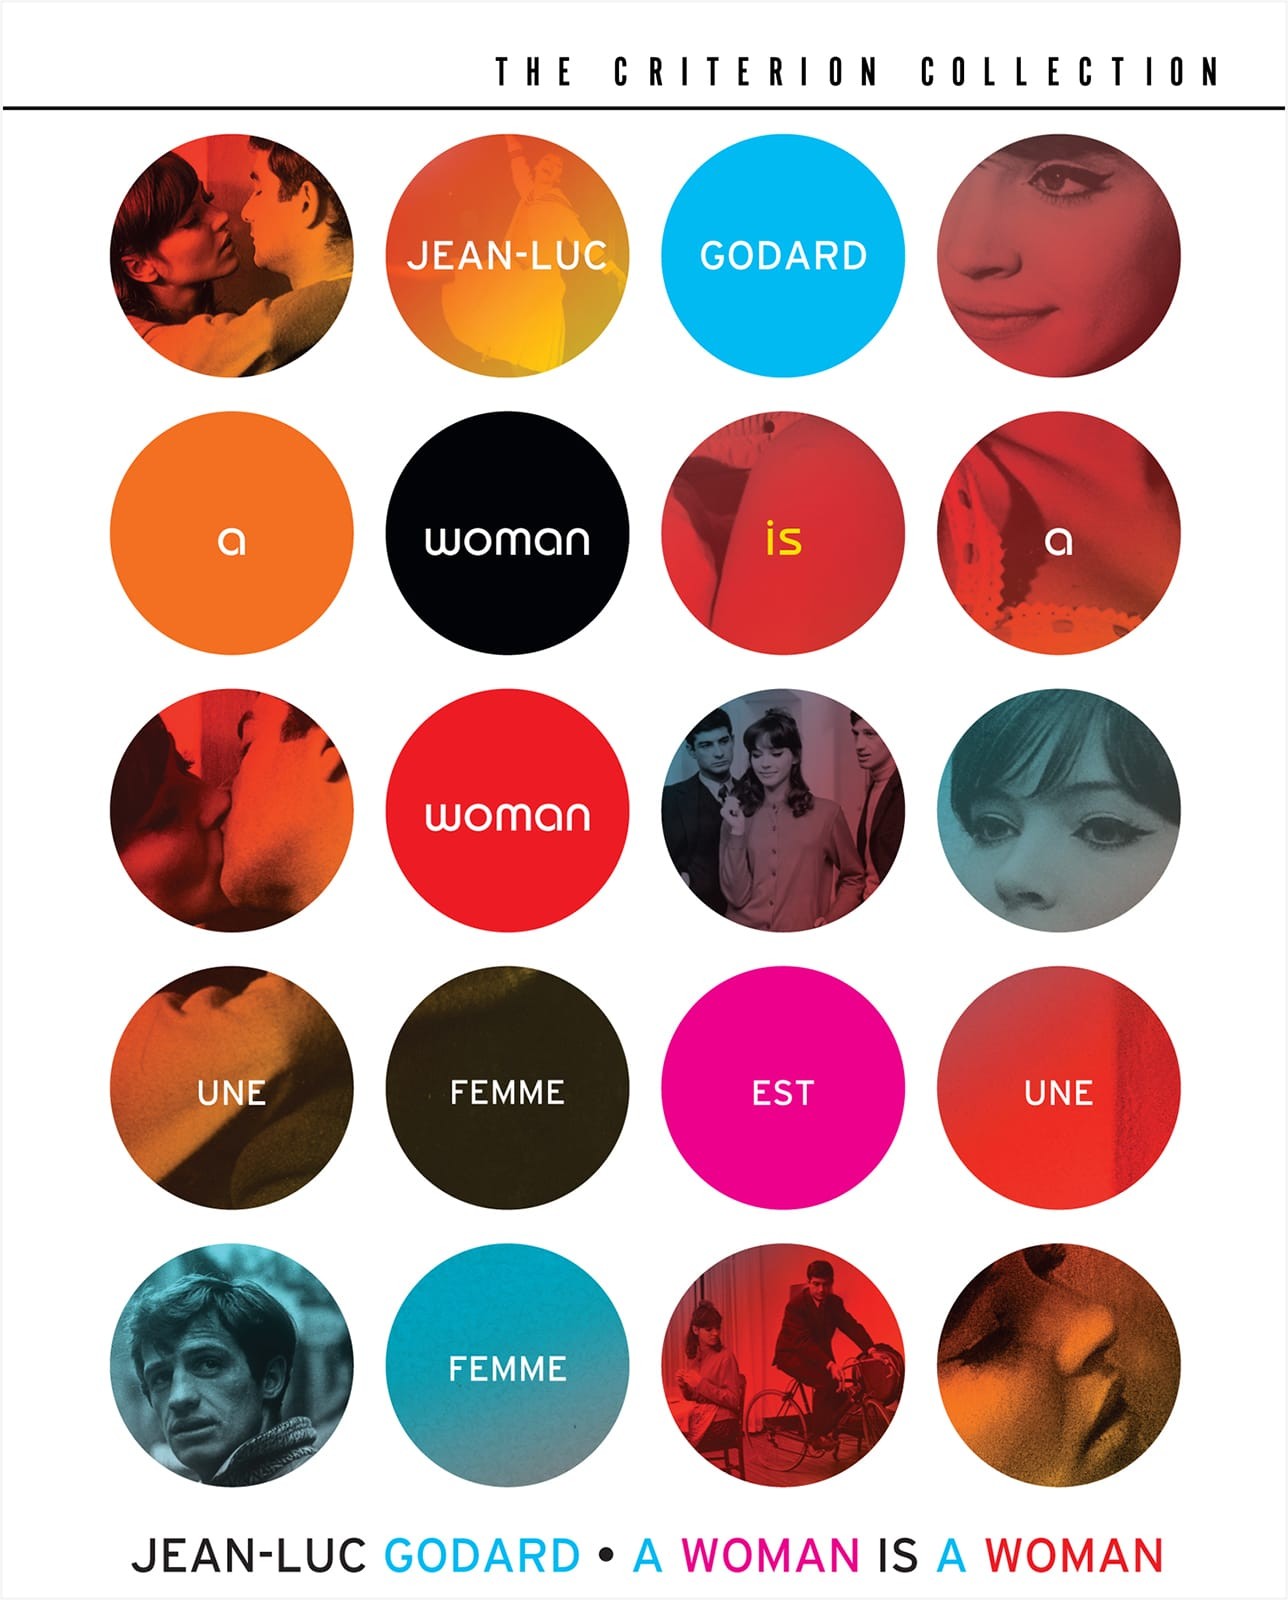 THE CRITERION COLLECTION
JEAN-LUC GODARD
a woman is a
woman
UNE FEMME EST UNE
FEMME
JEAN-LUC GODARD • A WOMAN IS A WOMAN